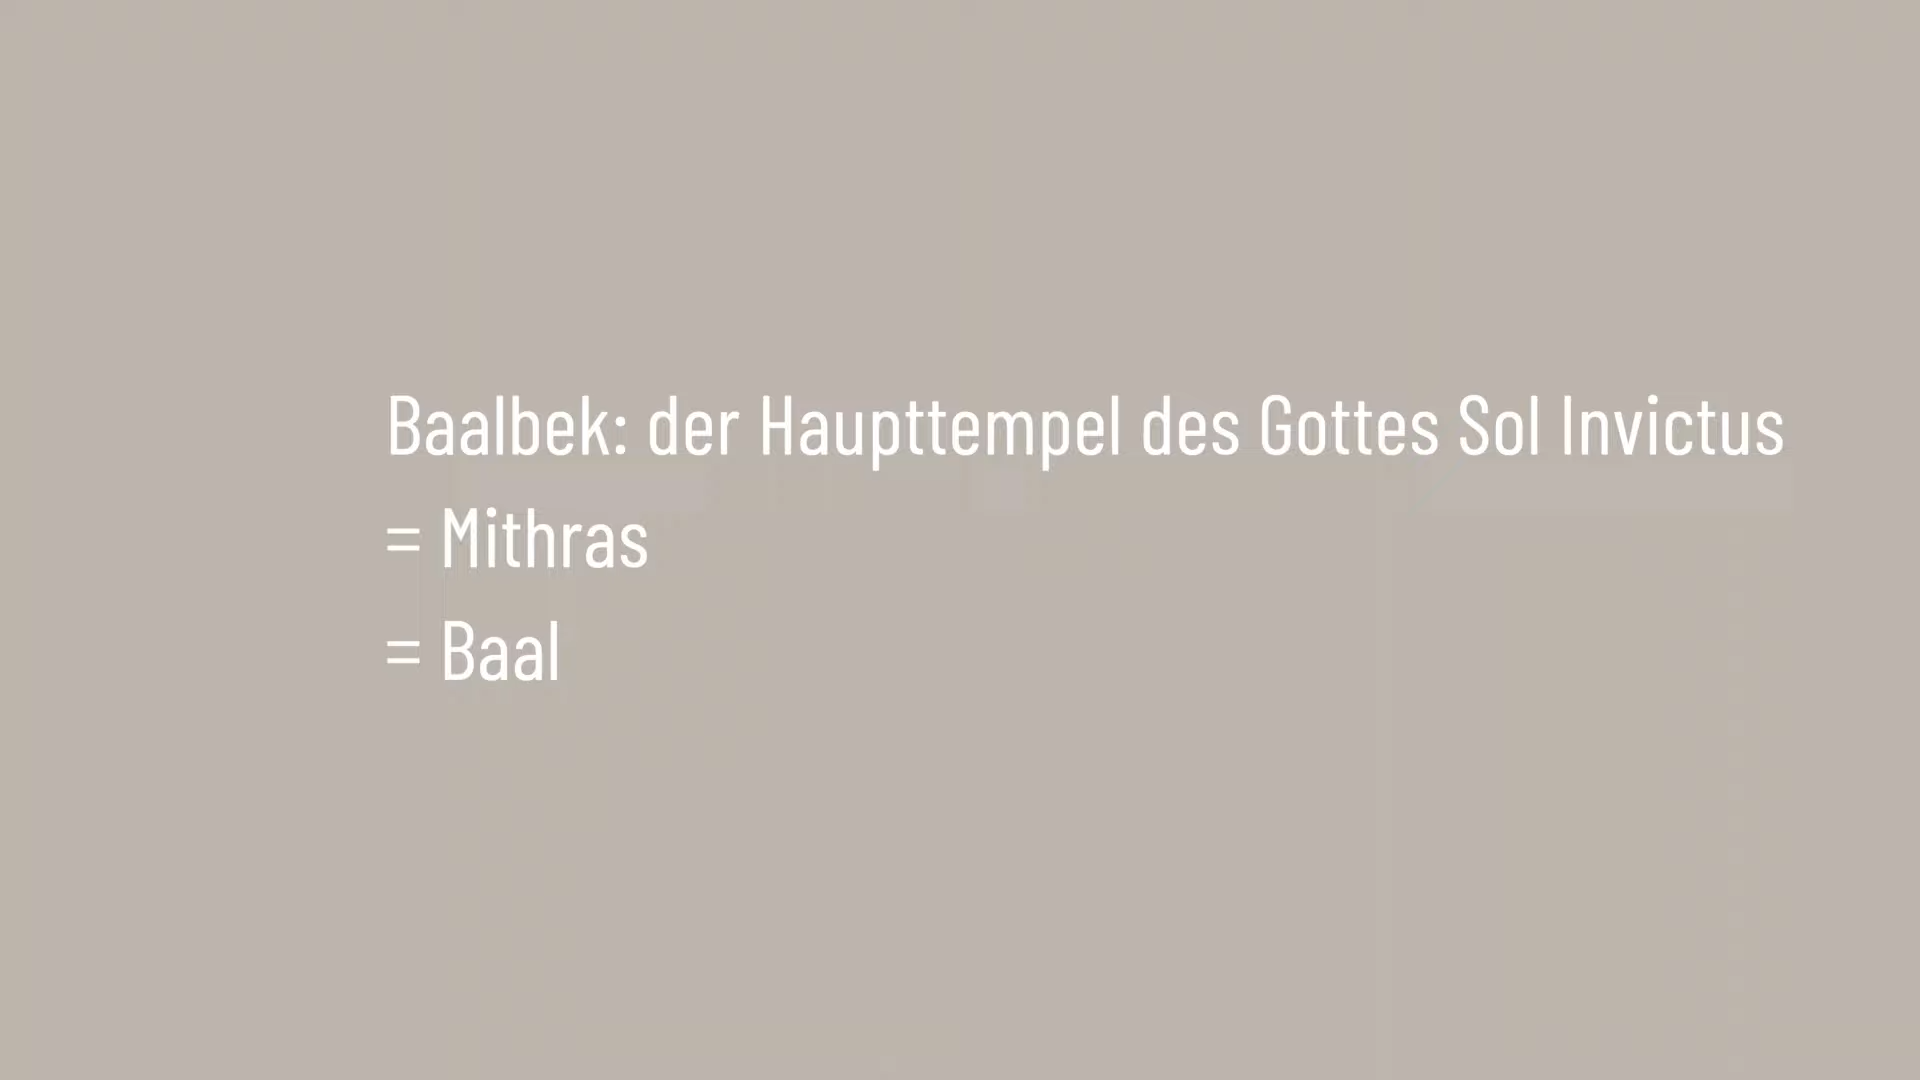 Baalbek: der Haupttempel des Gottes Sol Invictus
= Mithras
= Baal